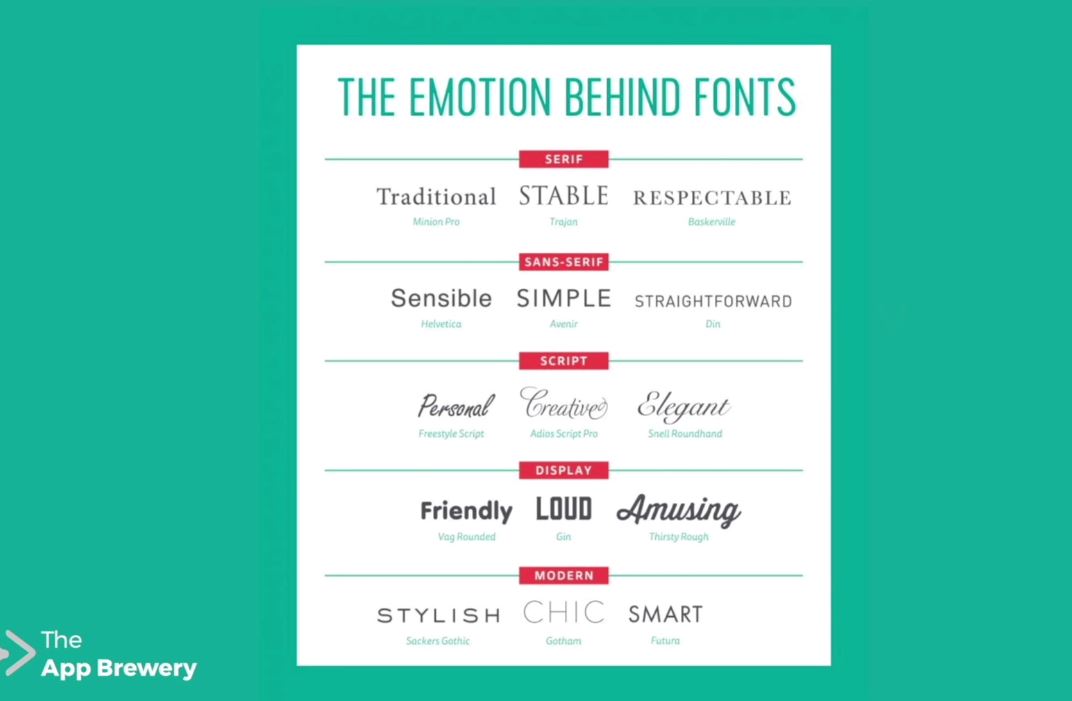 THE EMOTION BEHIND FONTS
SERIF
Traditional STABLE RESPECTABLE
Minion Pro Trajan Baskerville
SANS-SERIF
Sensible SIMPLE STRAIGHTFORWARD
Helvetica Avenir Din
SCRIPT
Personal Creative Elegant
Freestyle Script Adios Script Pro Snell Roundhand
DISPLAY
Friendly LOUD Amusing
Vag Rounded Gin Thirsty Rough
MODERN
STYLISH CHIC SMART
Sackers Gothic Gotham Futura
The
App Brewery